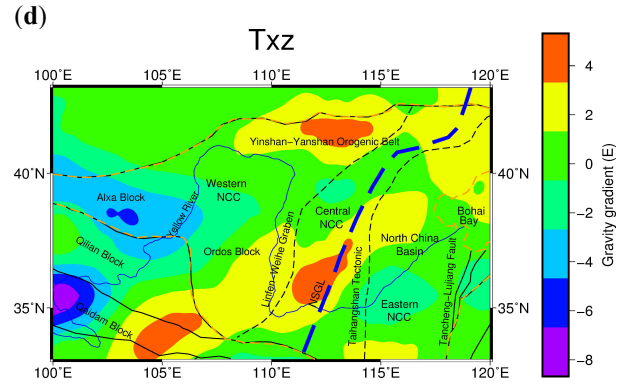 (d)
Txz
100°E 105°E 110°E 115°E 120°E
Yinshan-Yanshan Orogenic Belt
40°N 40°N
Western
NCC
Alxa Block
Yellow River
Central
NCC
Bohai
Bay
Qilian Block
Ordos Block
Linfen-Weihe Graben
North China
Basin
NSGL
Taihangshan Tectonic
Tancheng-Lujiang Fault
35°N 35°N
Eastern
NCC
Qaidam Block
100°E 105°E 110°E 115°E 120°E
4
2
0
-2
-4
-6
-8
Gravity gradient (E)